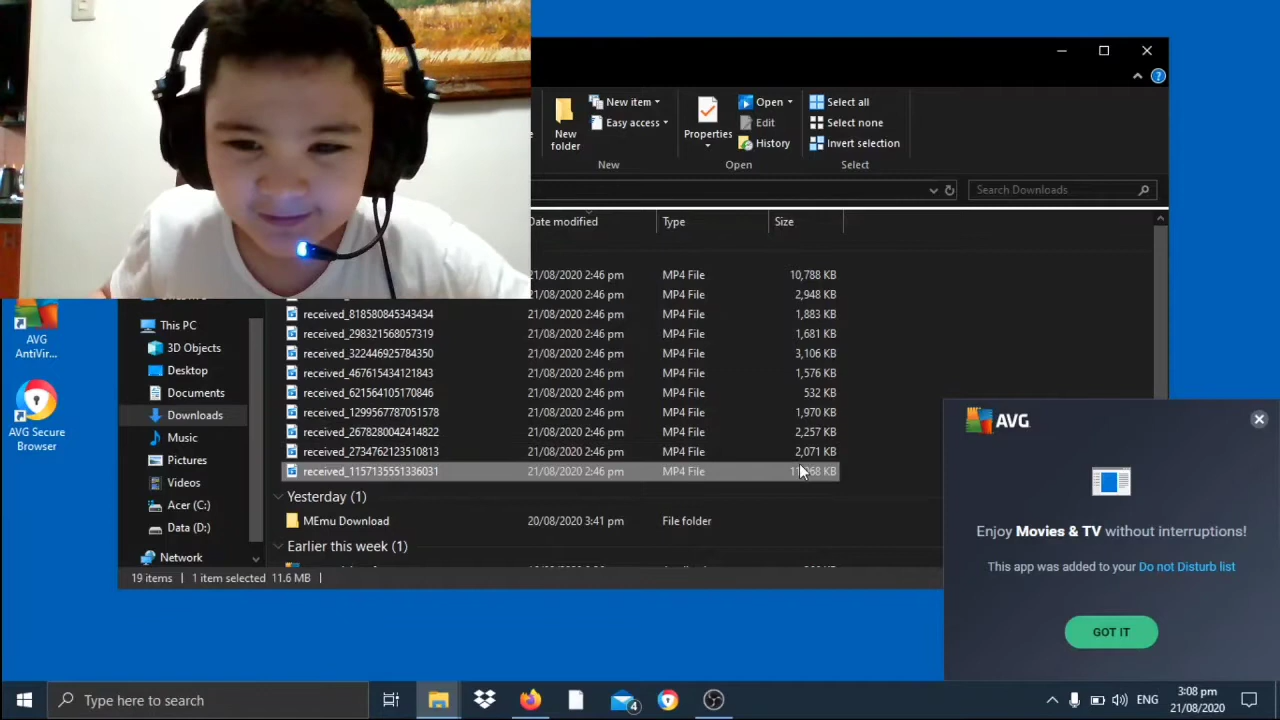 New item
Easy access
New
folder
New
Properties
Open
Edit
History
Open
Select all
Select none
Invert selection
Select
Search Downloads
Date modified
Type
Size
21/08/2020 2:46 pm MP4 File 10,788 KB
21/08/2020 2:46 pm MP4 File 2,948 KB
received_818580845343434 21/08/2020 2:46 pm MP4 File 1,883 KB
received_298321568057319 21/08/2020 2:46 pm MP4 File 1,681 KB
received_322446925784350 21/08/2020 2:46 pm MP4 File 3,106 KB
received_467615434121843 21/08/2020 2:46 pm MP4 File 1,576 KB
received_621564105170846 21/08/2020 2:46 pm MP4 File 532 KB
received_1299567787051578 21/08/2020 2:46 pm MP4 File 1,970 KB
received_2678280042414822 21/08/2020 2:46 pm MP4 File 2,257 KB
received_2734762123510813 21/08/2020 2:46 pm MP4 File 2,071 KB
received_1157135551336031 21/08/2020 2:46 pm MP4 File KB
Yesterday (1)
MEmu Download 20/08/2020 3:41 pm File folder
Earlier this week (1)
This PC
3D Objects
Desktop
Documents
Downloads
Music
Pictures
Videos
Acer (C:)
Data (D:)
Network
19 items 1 item selected 11.6 MB
AVG
AntiVir...
AVG Secure
Browser
AVG
Enjoy Movies & TV without interruptions!
This app was added to your Do not Disturb list
GOT IT
Type here to search
4
ENG
3:08 pm
21/08/2020